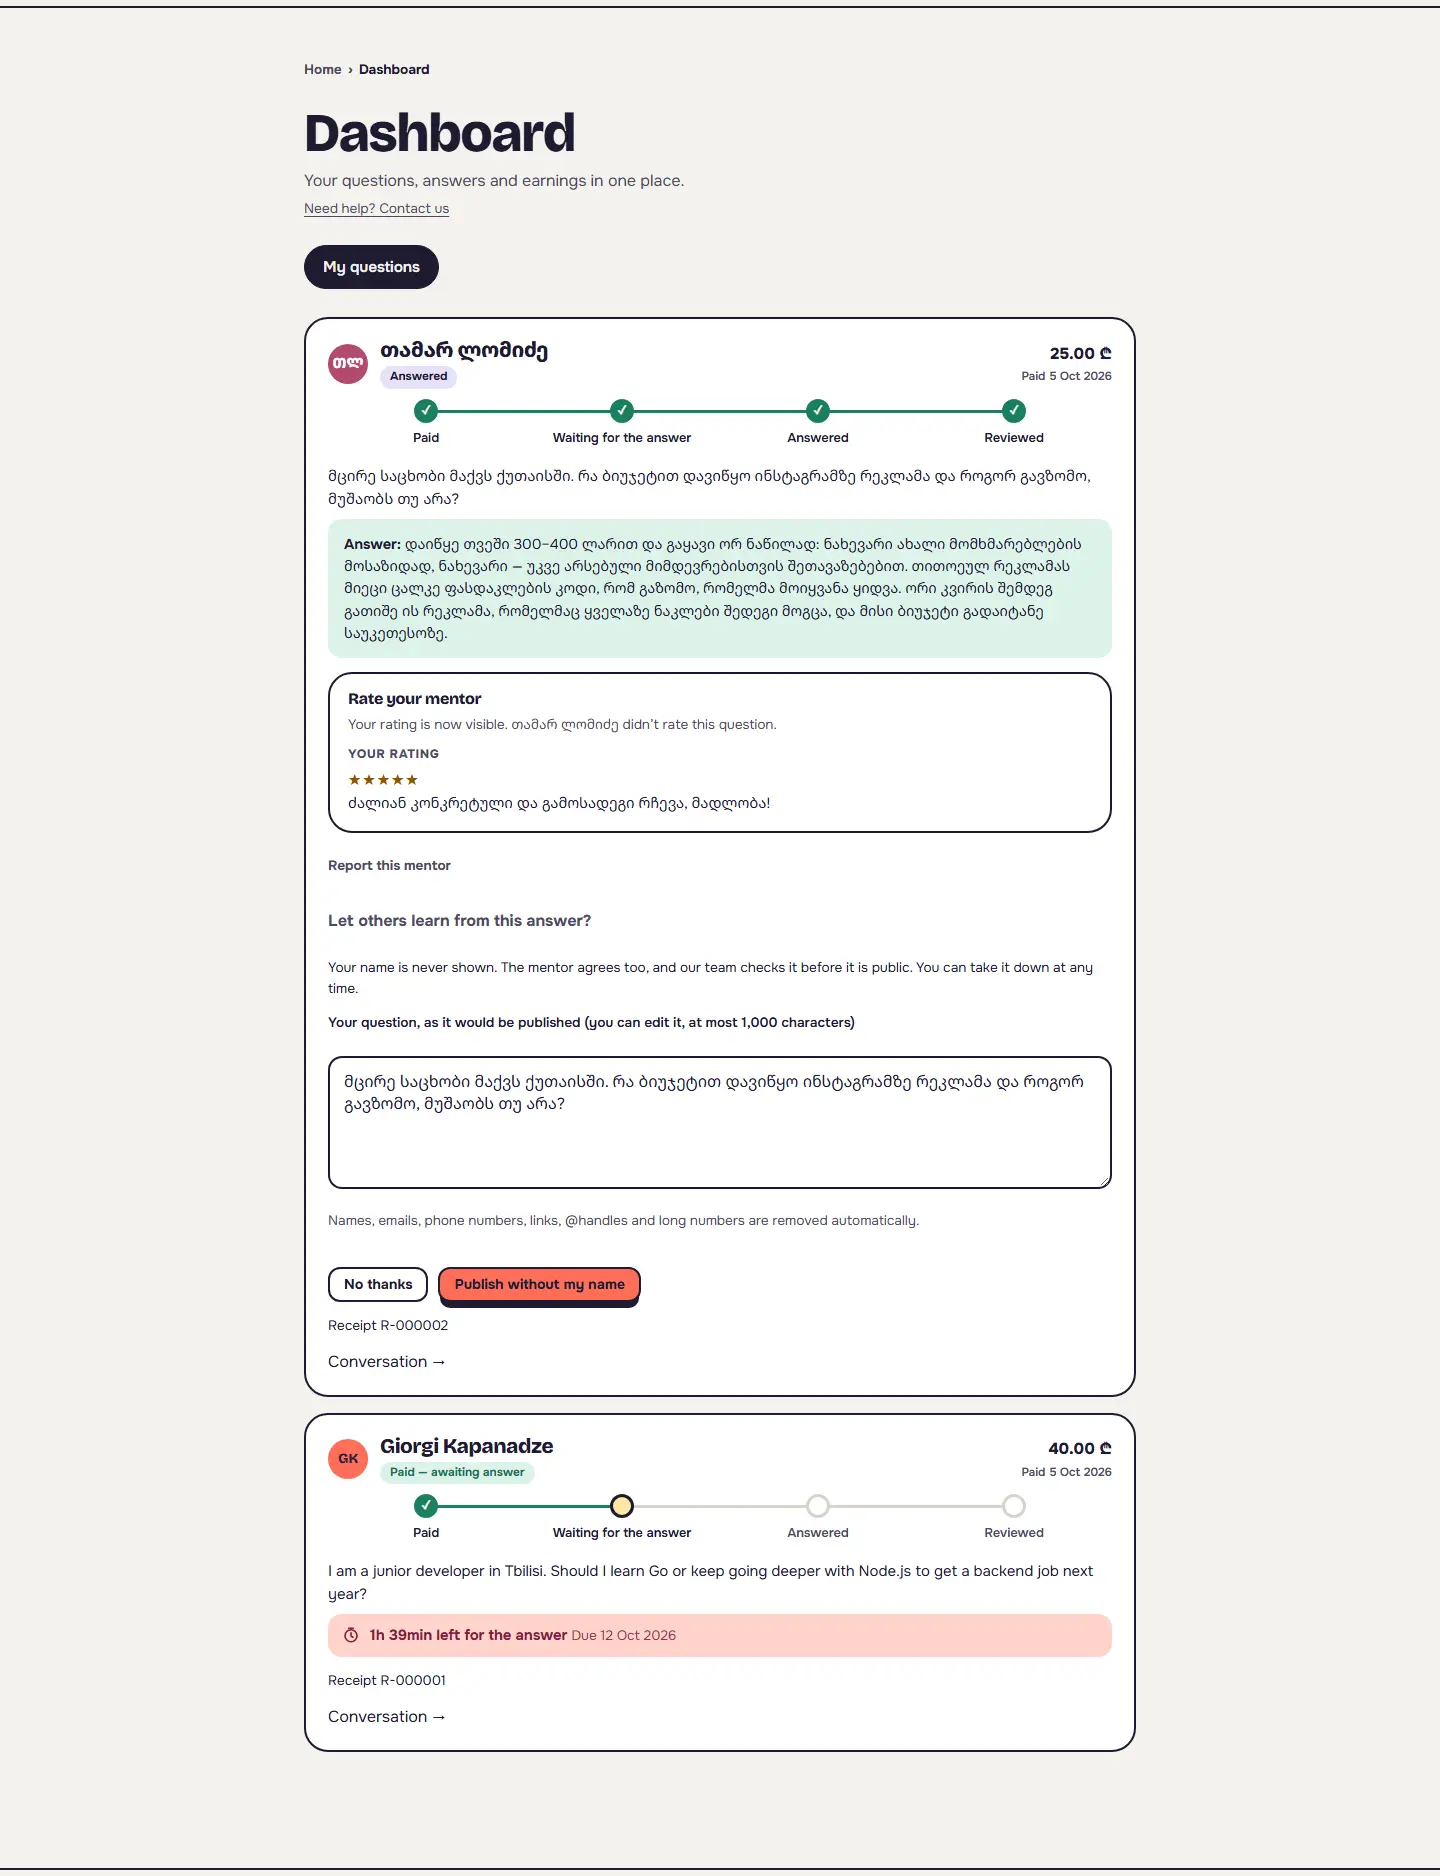 Home › Dashboard
Dashboard
Your questions, answers and earnings in one place.
Need help? Contact us
My questions
თლ
თამარ ლომიძე
Answered
25.00 ₾
Paid 5 Oct 2026
Paid
Waiting for the answer
Answered
Reviewed
მცირე საცხობი მაქვს ქუთაისში. რა ბიუჯეტით დავიწყო ინსტაგრამზე რეკლამა და როგორ გავზომო,
მუშაობს თუ არა?
Answer: დაიწყე თვეში 300–400 ლარით და გაყავი ორ ნაწილად: ნახევარი ახალი მომხმარებლების
მოსაზიდად, ნახევარი — უკვე არსებული მიმდევრებისთვის შეთავაზებებით. თითოეულ რეკლამას
მიეცი ცალკე ფასდაკლების კოდი, რომ გაზომო, რომელმა მოიყვანა ყიდვა. ორი კვირის შემდეგ
გათიშე ის რეკლამა, რომელმაც ყველაზე ნაკლები შედეგი მოგცა, და მისი ბიუჯეტი გადაიტანე
საუკეთესოზე.
Rate your mentor
Your rating is now visible. თამარ ლომიძე didn’t rate this question.
YOUR RATING
★★★★★
ძალიან კონკრეტული და გამოსადეგი რჩევა, მადლობა!
Report this mentor
Let others learn from this answer?
Your name is never shown. The mentor agrees too, and our team checks it before it is public. You can take it down at any
time.
Your question, as it would be published (you can edit it, at most 1,000 characters)
მცირე საცხობი მაქვს ქუთაისში. რა ბიუჯეტით დავიწყო ინსტაგრამზე რეკლამა და როგორ
გავზომო, მუშაობს თუ არა?
Names, emails, phone numbers, links, @handles and long numbers are removed automatically.
No thanks
Publish without my name
Receipt R-000002
Conversation →
GK
Giorgi Kapanadze
Paid — awaiting answer
40.00 ₾
Paid 5 Oct 2026
Paid
Waiting for the answer
Answered
Reviewed
I am a junior developer in Tbilisi. Should I learn Go or keep going deeper with Node.js to get a backend job next
year?
1h 39min left for the answer Due 12 Oct 2026
Receipt R-000001
Conversation →